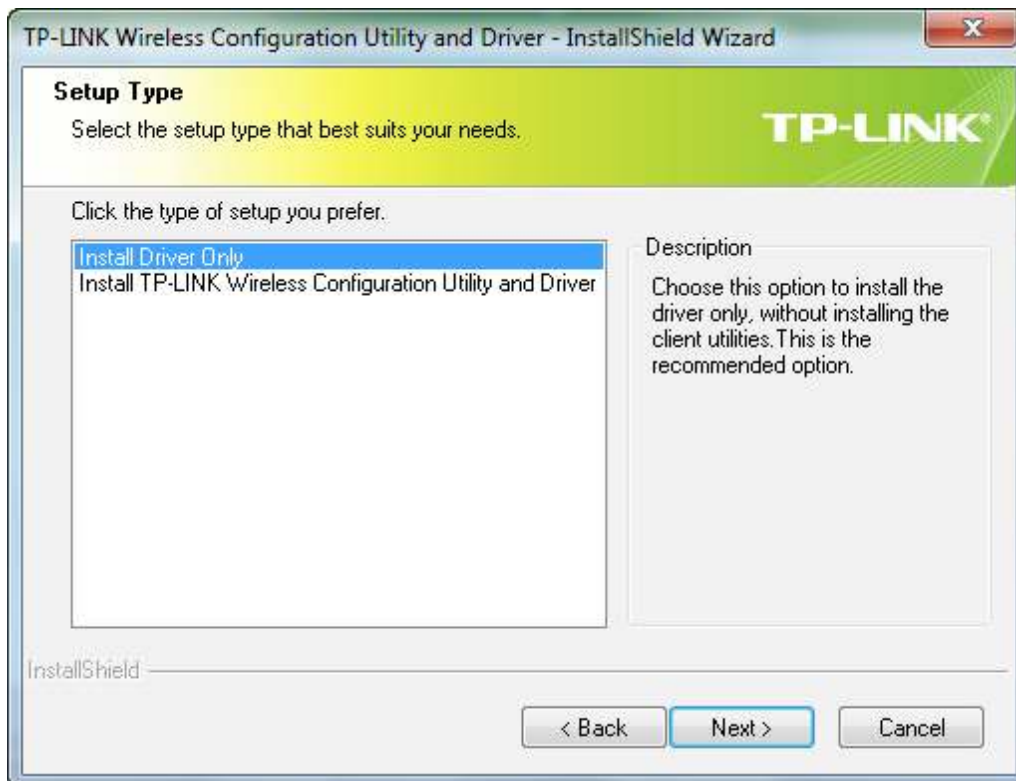 TP-LINK Wireless Configuration Utility and Driver - InstallShield Wizard
X
Setup Type
Select the setup type that best suits your needs.
TP-LINK®
Click the type of setup you prefer.
Install Driver Only
Install TP-LINK Wireless Configuration Utility and Driver
Description
Choose this option to install the
driver only, without installing the
client utilities.This is the
recommended option.
InstallShield
< Back
Next >
Cancel